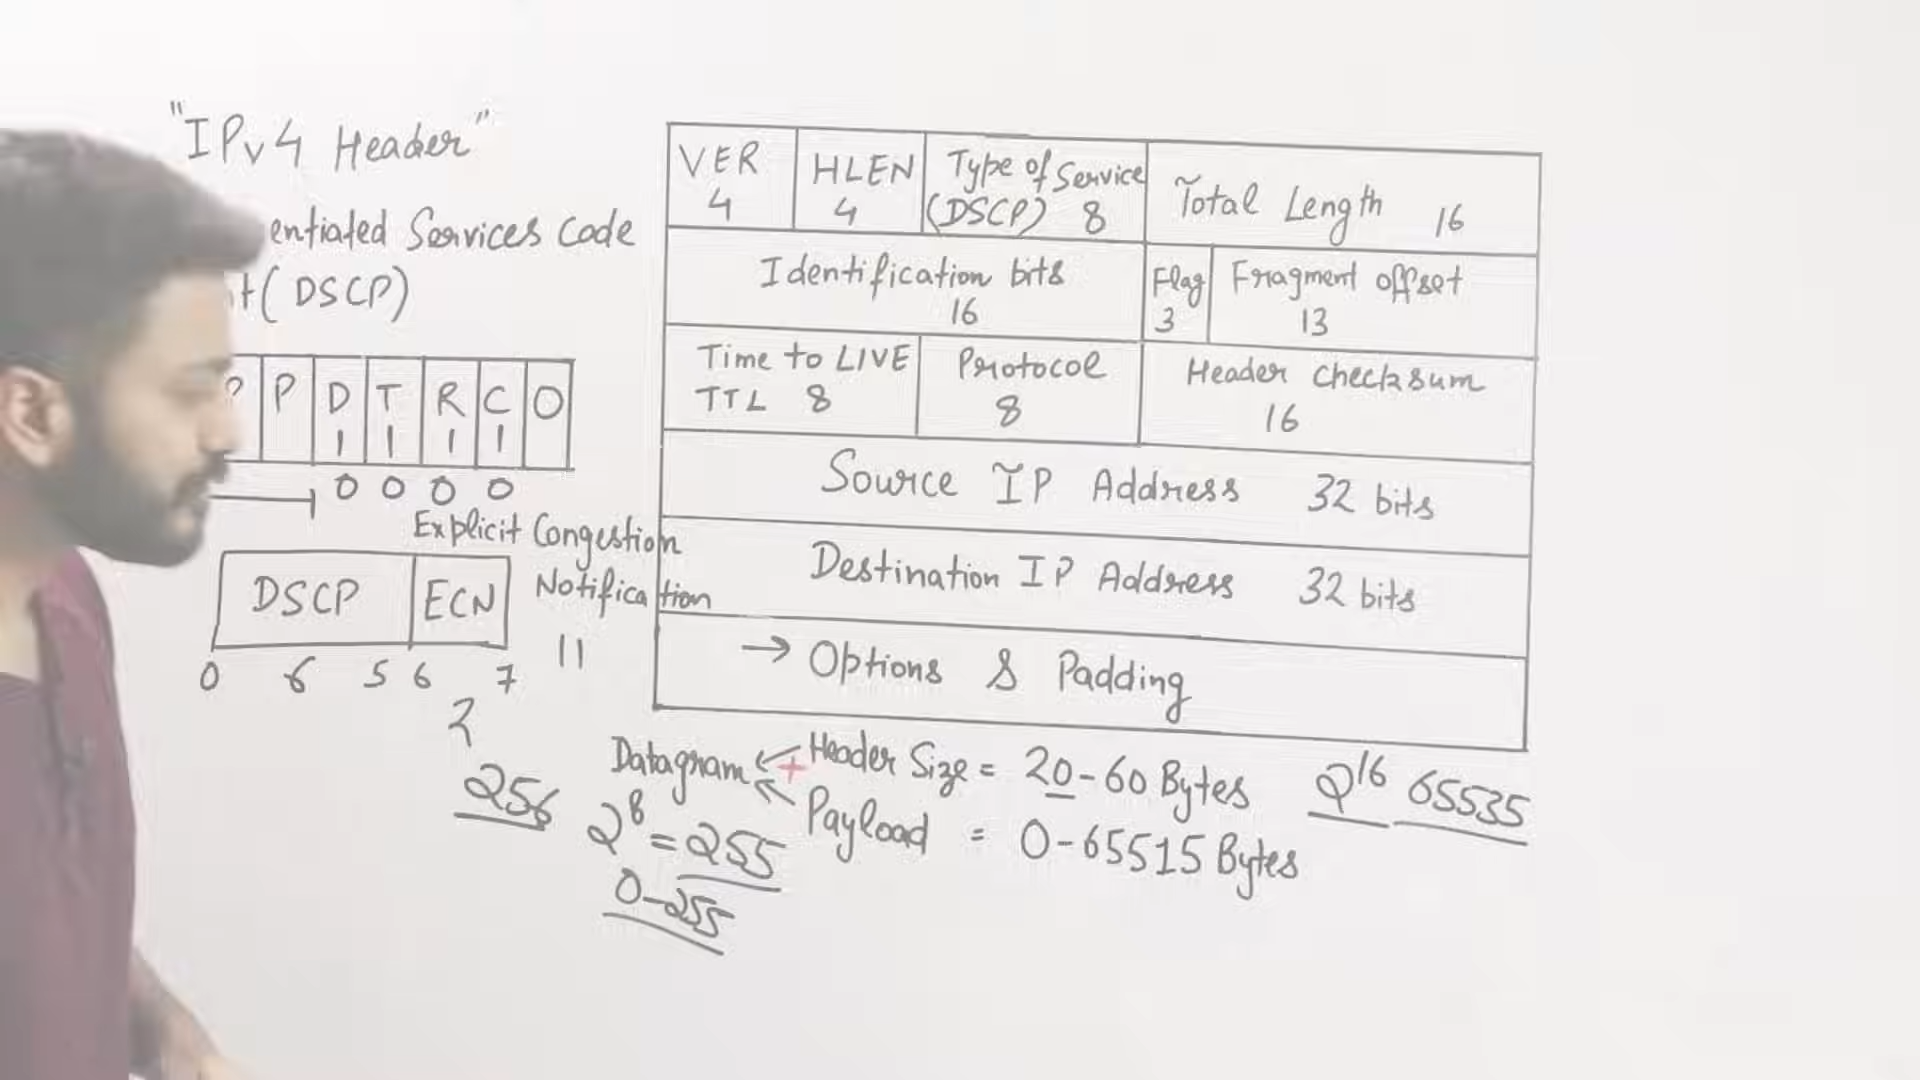 "IPv4 Header"
entiated Services Code
t (DSCP)
P P D T R C O
1 1 1 1
0 0 0 0
Explicit Congestion
Notification
DSCP ECN
0 6 5 6 7
11
2
256
2⁸ = 255
0-255
VER 4
HLEN 4
Type of Service
(DSCP) 8
Total Length 16
Identification bits
16
Flag
3
Fragment offset
13
Time to LIVE
TTL 8
Protocol
8
Header checksum
16
Source IP Address 32 bits
Destination IP Address 32 bits
→ Options & Padding
Datagram + Header Size = 20-60 Bytes
Payload = 0-65515 Bytes
2¹⁶ 65535